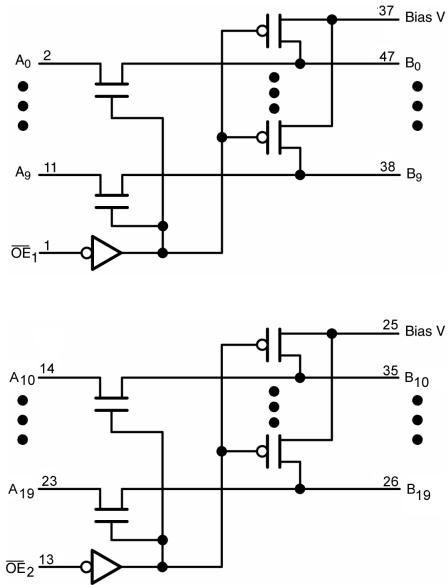 37 Bias V
A0 2 47 B0
A9 11 38 B9
OE1 1
25 Bias V
A10 14 35 B10
A19 23 26 B19
OE2 13